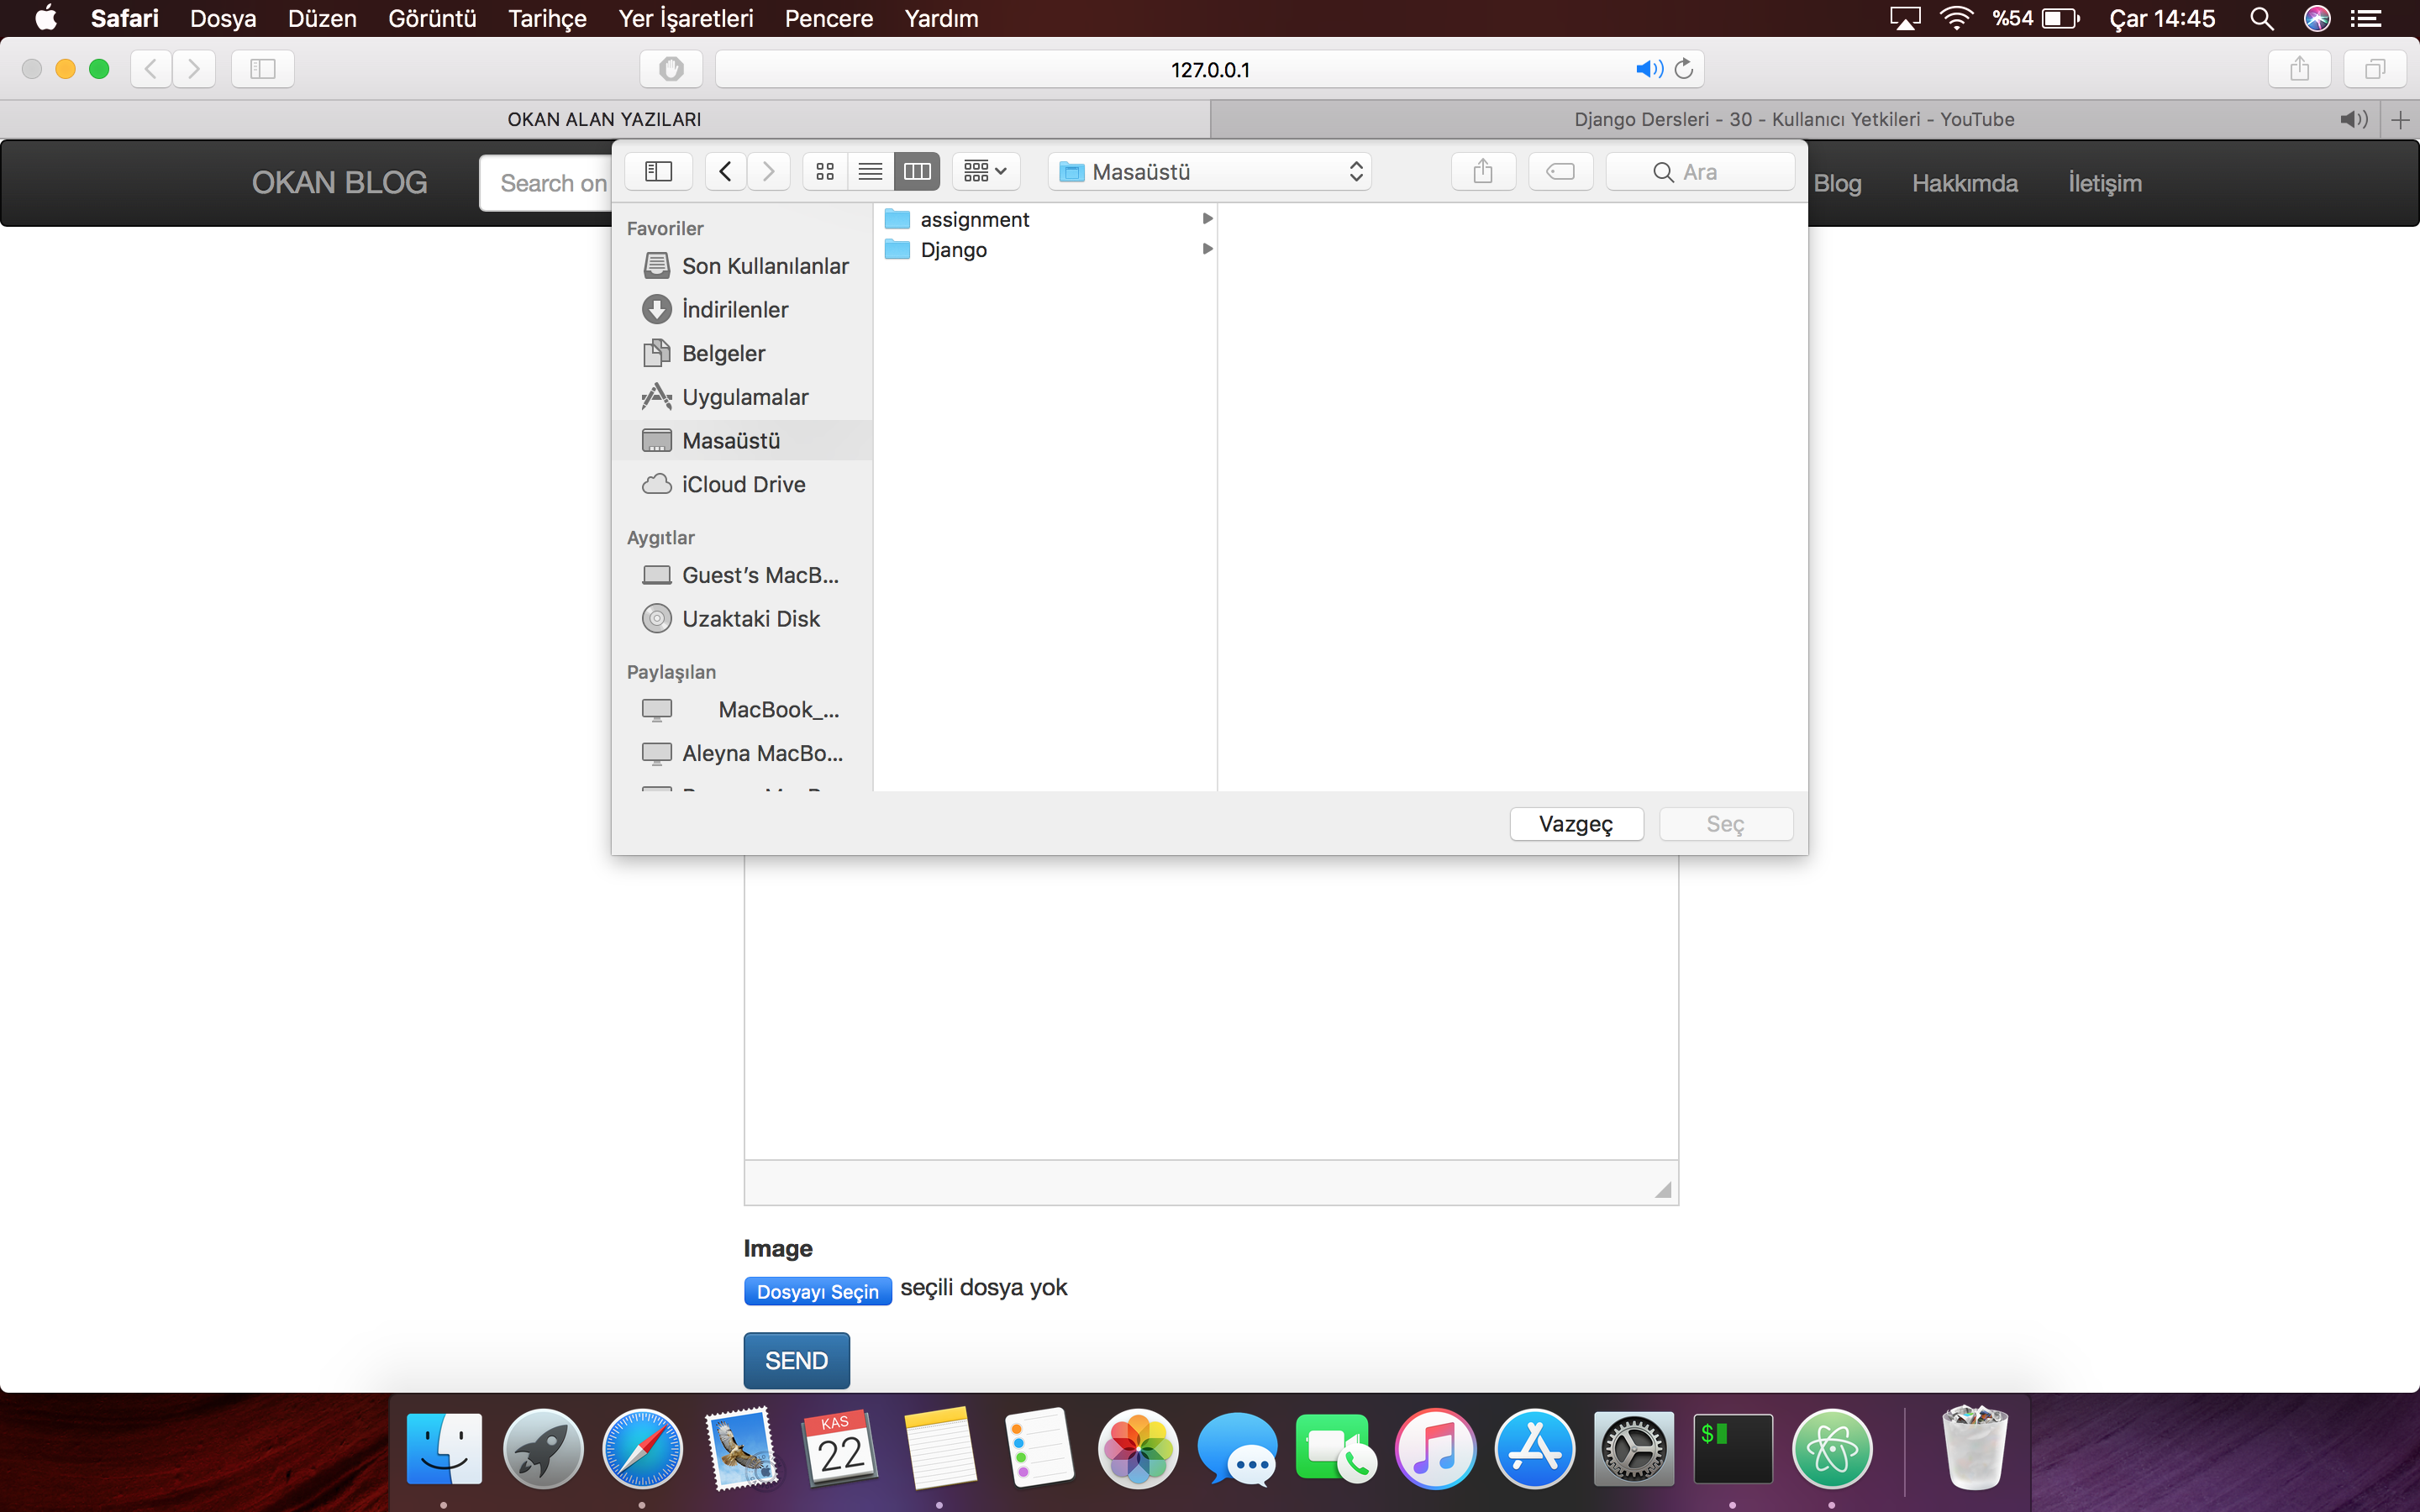 Safari Dosya Düzen Görüntü Tarihçe Yer İşaretleri Pencere Yardım %54 Çar 14:45
127.0.0.1
OKAN ALAN YAZILARI
Django Dersleri - 30 - Kullanıcı Yetkileri - YouTube
OKAN BLOG
Search on
Blog
Hakkımda
İletişim
Masaüstü
Ara
Favoriler
Son Kullanılanlar
İndirilenler
Belgeler
Uygulamalar
Masaüstü
iCloud Drive
Aygıtlar
Guest’s MacB...
Uzaktaki Disk
Paylaşılan
MacBook_...
Aleyna MacBo...
assignment
Django
Vazgeç
Seç
Image
Dosyayı Seçin seçili dosya yok
SEND
KAS
22
$